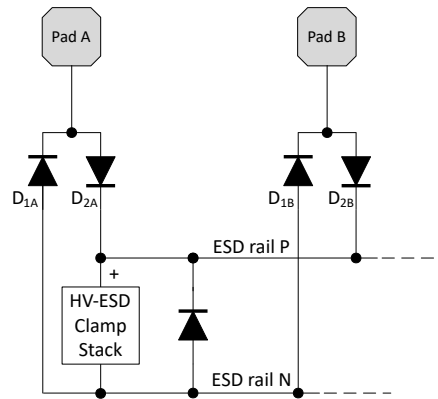 Pad A
Pad B
D1A
D2A
D1B
D2B
ESD rail P
+
HV-ESD
Clamp
Stack
ESD rail N